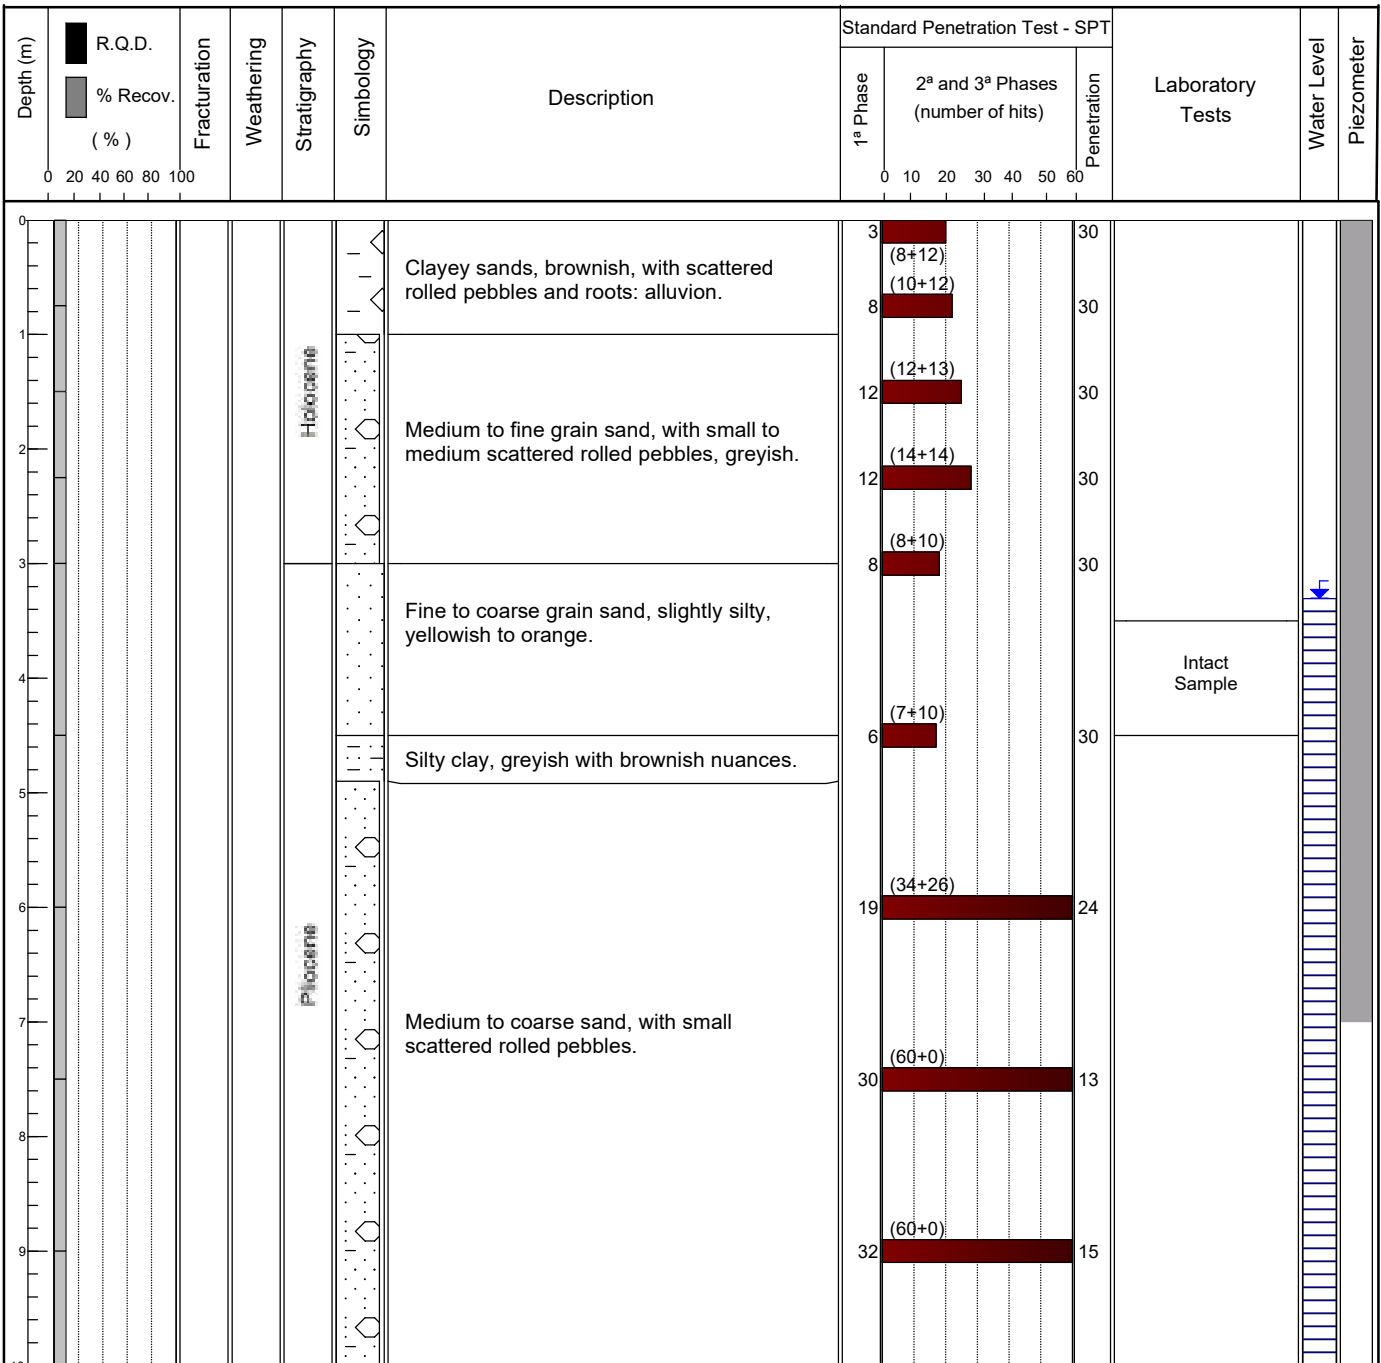 Depth (m)
R.Q.D.
% Recov.
( % )
0 20 40 60 80 100
Fracturation
Weathering
Stratigraphy
Simbology
Description
Standard Penetration Test - SPT
1ª Phase
2ª and 3ª Phases
(number of hits)
0 10 20 30 40 50 60
Penetration
Laboratory
Tests
Water Level
Piezometer
0
3
(8+12)
30
Clayey sands, brownish, with scattered
rolled pebbles and roots: alluvion.
(10+12)
8
30
1
Holocene
(12+13)
12
30
Medium to fine grain sand, with small to
medium scattered rolled pebbles, greyish.
2
(14+14)
12
30
(8+10)
3
8
30
Fine to coarse grain sand, slightly silty,
yellowish to orange.
Intact
Sample
4
(7+10)
6
30
Silty clay, greyish with brownish nuances.
5
(34+26)
6
19
24
Pliocene
7
Medium to coarse sand, with small
scattered rolled pebbles.
(60+0)
30
13
8
(60+0)
9
32
15